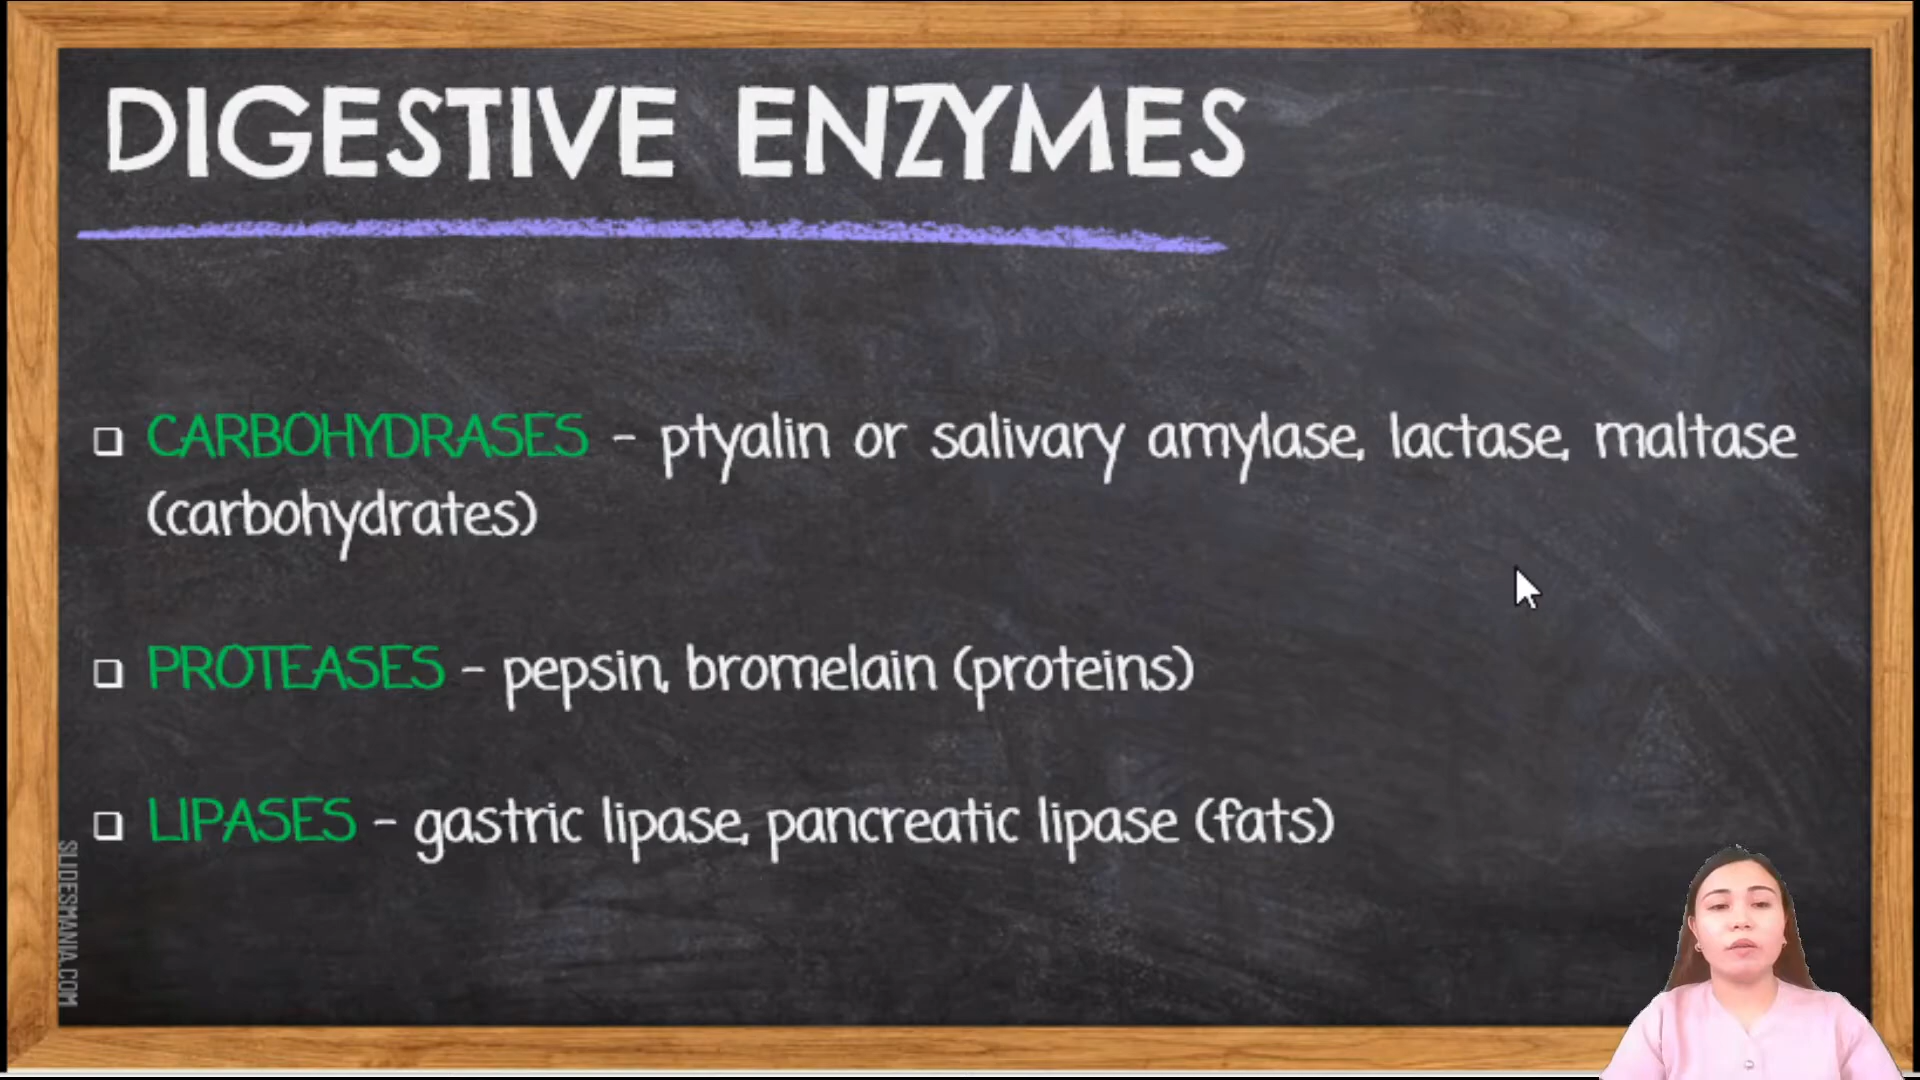 DIGESTIVE ENZYMES
❑ CARBOHYDRASES - ptyalin or salivary amylase, lactase, maltase
(carbohydrates)
❑ PROTEASES - pepsin, bromelain (proteins)
❑ LIPASES - gastric lipase, pancreatic lipase (fats)
SLIDESMANIA.COM